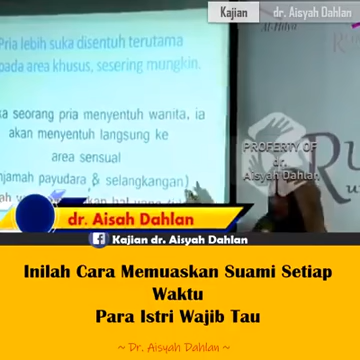 Kajian dr. Aisyah Dahlan
Pria lebih suka disentuh terutama
pada area khusus, sesering mungkin.
seorang pria menyentuh wanita, ia
akan menyentuh langsung ke
area sensual
payudara & selangkangan)
PROPERTY OF
dr.
Aisyah Dahlan
dr. Aisah Dahlan
Kajian dr. Aisyah Dahlan
Inilah Cara Memuaskan Suami Setiap
Waktu
Para Istri Wajib Tau
~ Dr. Aisyah Dahlan ~